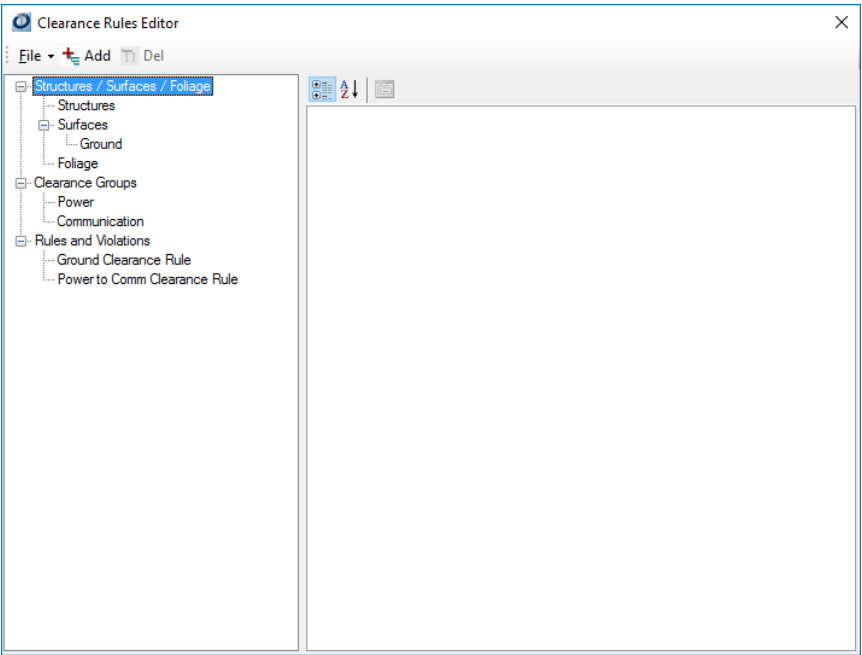 Clearance Rules Editor
File Add Del
Structures / Surfaces / Foliage
Structures
Surfaces
Ground
Foliage
Clearance Groups
Power
Communication
Rules and Violations
Ground Clearance Rule
Power to Comm Clearance Rule